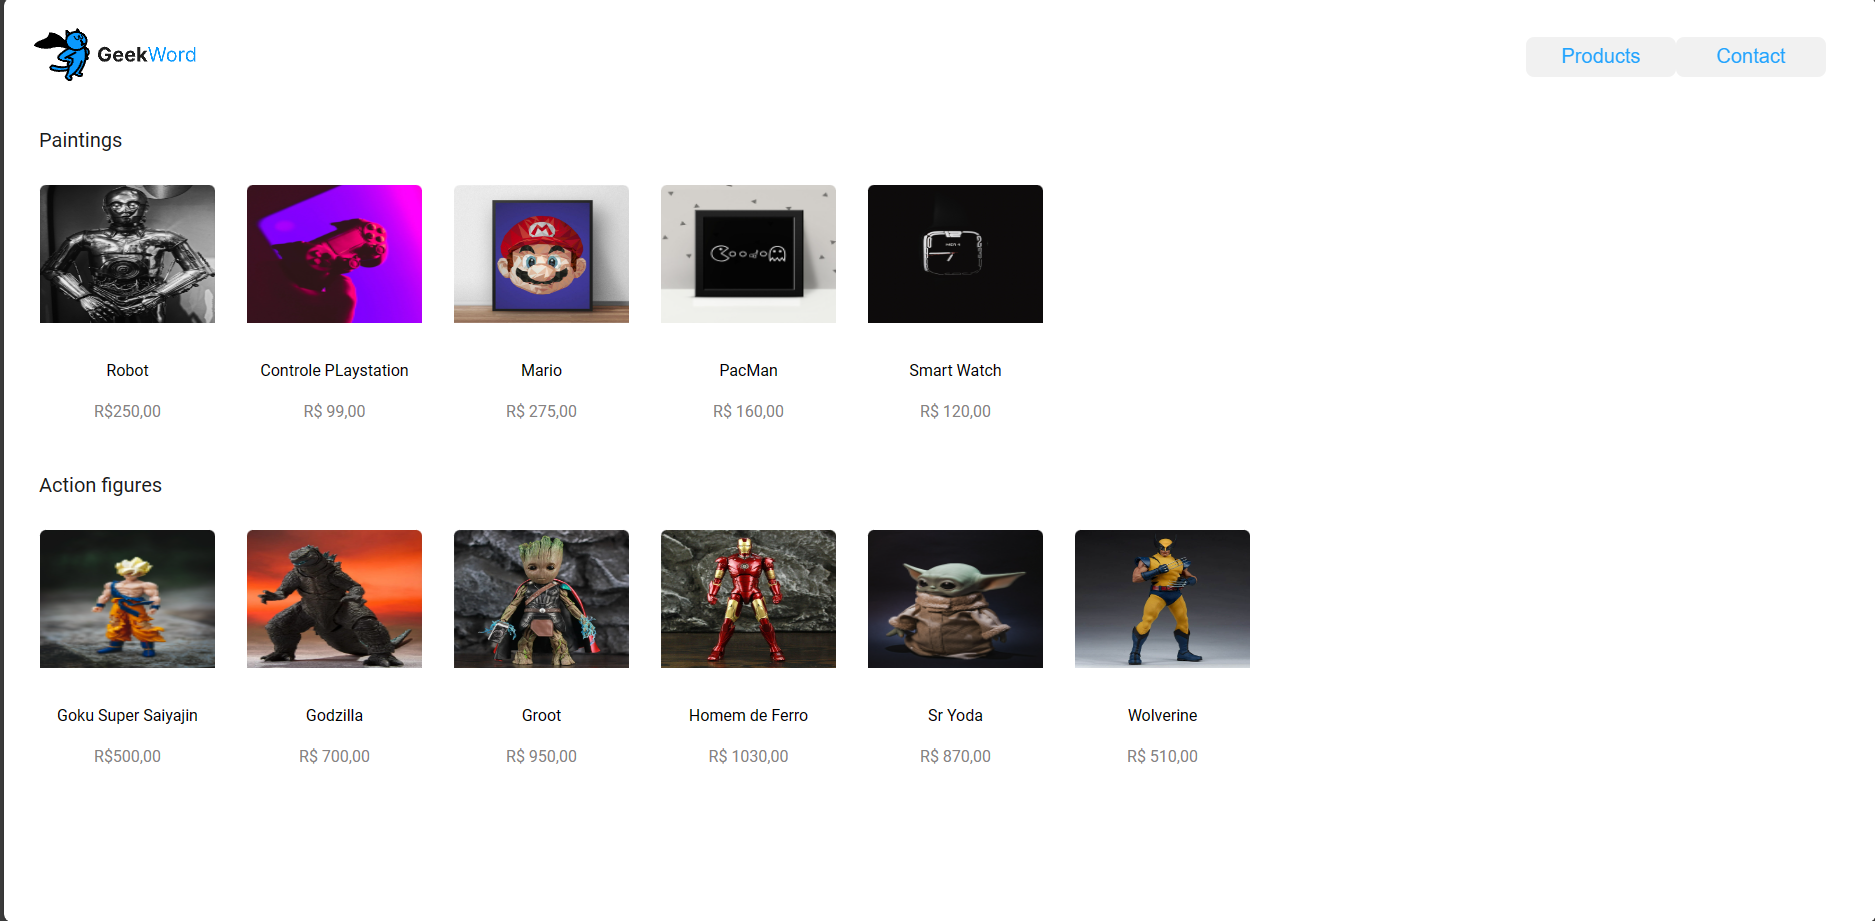 GeekWord
Products
Contact
Paintings
Robot
Controle PLaystation
Mario
PacMan
Smart Watch
R$250,00
R$ 99,00
R$ 275,00
R$ 160,00
R$ 120,00
Action figures
Goku Super Saiyajin
Godzilla
Groot
Homem de Ferro
Sr Yoda
Wolverine
R$500,00
R$ 700,00
R$ 950,00
R$ 1030,00
R$ 870,00
R$ 510,00